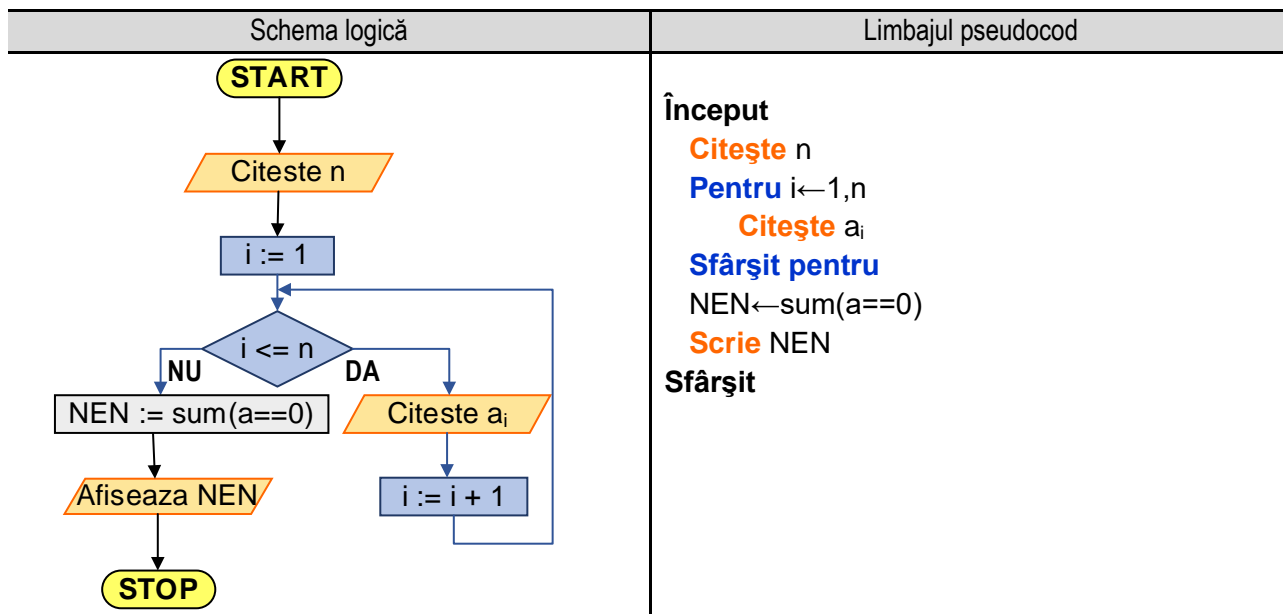 Schema logică
Limbajul pseudocod
START
Citeste n
i := 1
i <= n
NU
DA
NEN := sum(a==0)
Citeste aᵢ
Afiseaza NEN
i := i + 1
STOP
Început
Citeşte n
Pentru i←1,n
Citeşte aᵢ
Sfârşit pentru
NEN←sum(a==0)
Scrie NEN
Sfârşit